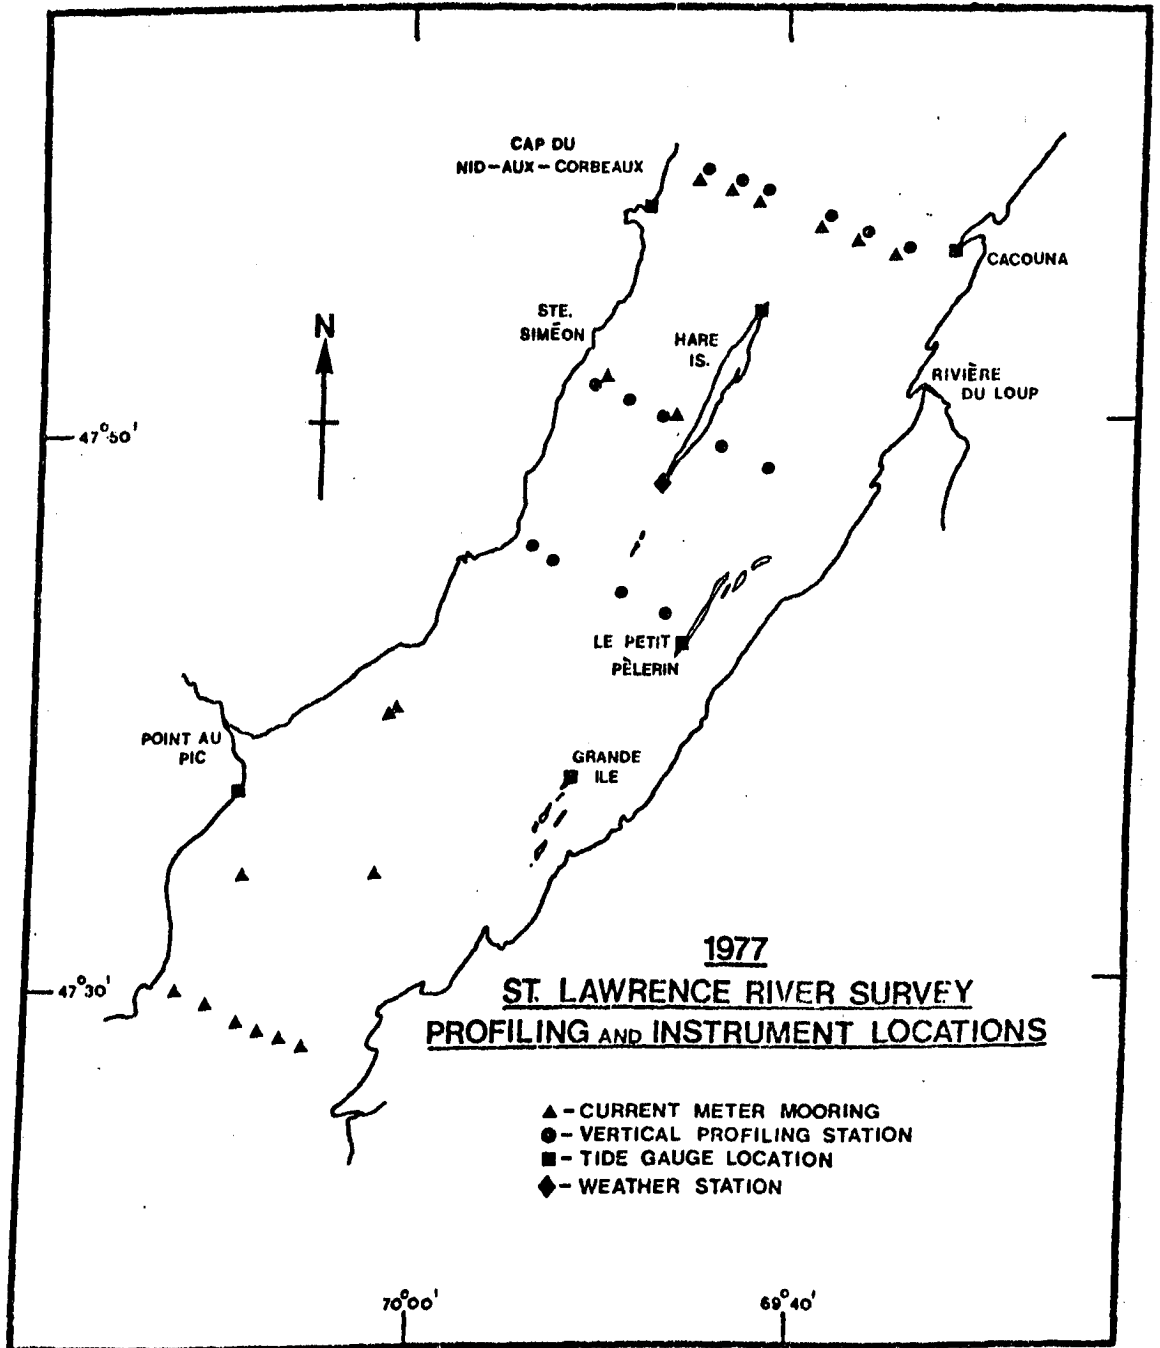 CAP DU
NID-AUX-CORBEAUX
CACOUNA
STE.
SIMÉON
HARE
IS.
N
RIVIÈRE
DU LOUP
47°50'
LE PETIT
PÈLERIN
POINT AU
PIC
GRANDE
ILE
1977
47°30'
ST. LAWRENCE RIVER SURVEY
PROFILING AND INSTRUMENT LOCATIONS
▲ - CURRENT METER MOORING
● - VERTICAL PROFILING STATION
■ - TIDE GAUGE LOCATION
◆ - WEATHER STATION
70°00'
69°40'